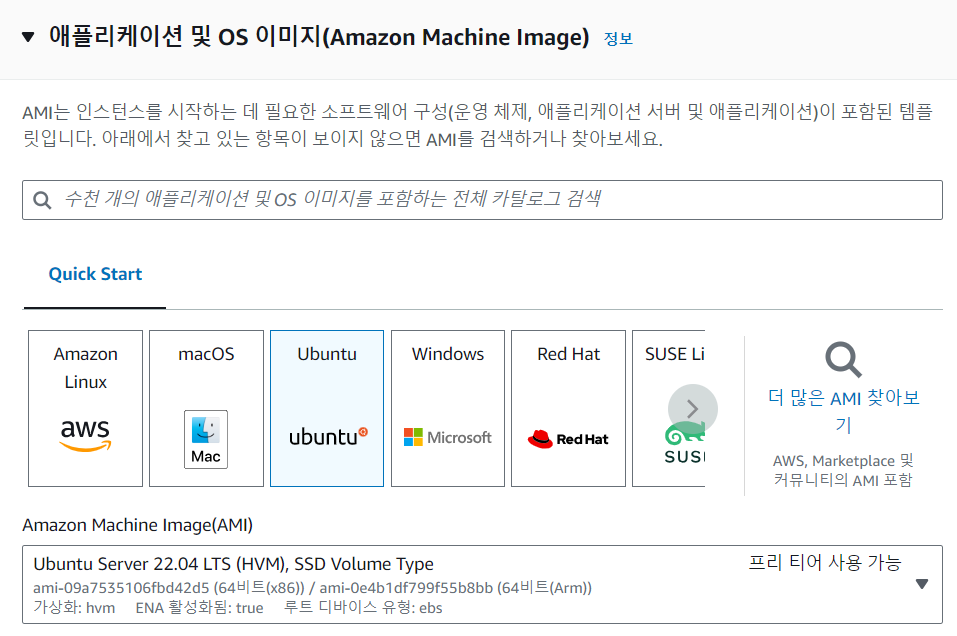 ▼ 애플리케이션 및 OS 이미지(Amazon Machine Image) 정보
AMI는 인스턴스를 시작하는 데 필요한 소프트웨어 구성(운영 체제, 애플리케이션 서버 및 애플리케이션)이 포함된 템플
릿입니다. 아래에서 찾고 있는 항목이 보이지 않으면 AMI를 검색하거나 찾아보세요.
수천 개의 애플리케이션 및 OS 이미지를 포함하는 전체 카탈로그 검색
Quick Start
Amazon
Linux
aws
macOS
Mac
Ubuntu
ubuntu
Windows
Microsoft
Red Hat
Red Hat
SUSE Li
SUS
더 많은 AMI 찾아보
기
AWS, Marketplace 및
커뮤니티의 AMI 포함
Amazon Machine Image(AMI)
Ubuntu Server 22.04 LTS (HVM), SSD Volume Type 프리 티어 사용 가능
ami-09a7535106fbd42d5 (64비트(x86)) / ami-0e4b1df799f55b8bb (64비트(Arm))
가상화: hvm ENA 활성화됨: true 루트 디바이스 유형: ebs